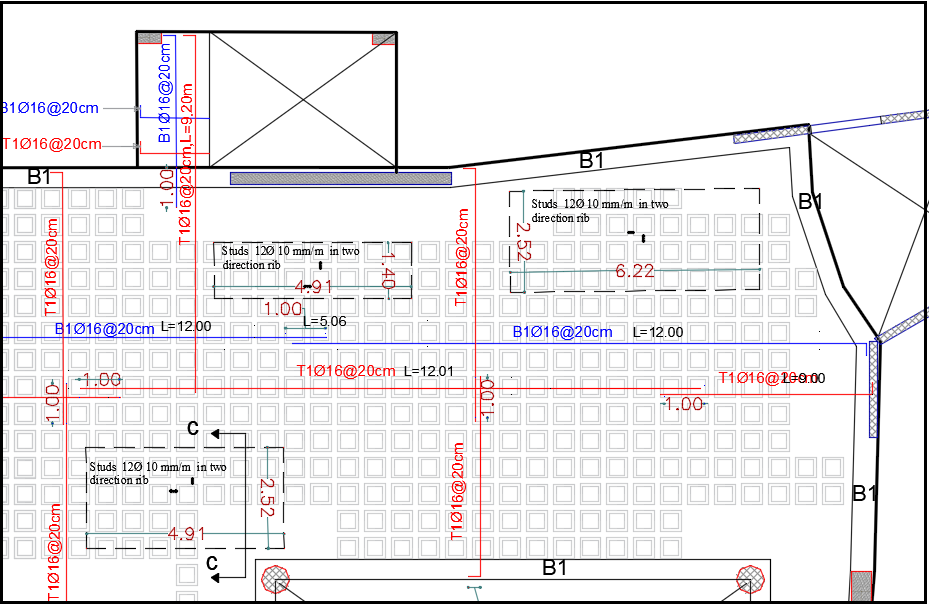 B1Ø16@20cm
T1Ø16@20cm
B1Ø16@20cm
T1Ø16@20cm,L=9.20m
1.00
B1
B1
B1
Studs 12Ø 10 mm/m in two
direction rib
2.52
6.22
T1Ø16@20cm
T1Ø16@20cm
Studs 12Ø 10 mm/m in two
direction rib
1.40
4.91
1.00
L=5.06
B1Ø16@20cm L=12.00
B1Ø16@20cm L=12.00
T1Ø16@20cm L=12.01
T1Ø16@20cm
L=9.00
1.00
1.00
1.00
1.00
C
Studs 12Ø 10 mm/m in two
direction rib
2.52
4.91
T1Ø16@20cm
T1Ø16@20cm
B1
C
B1